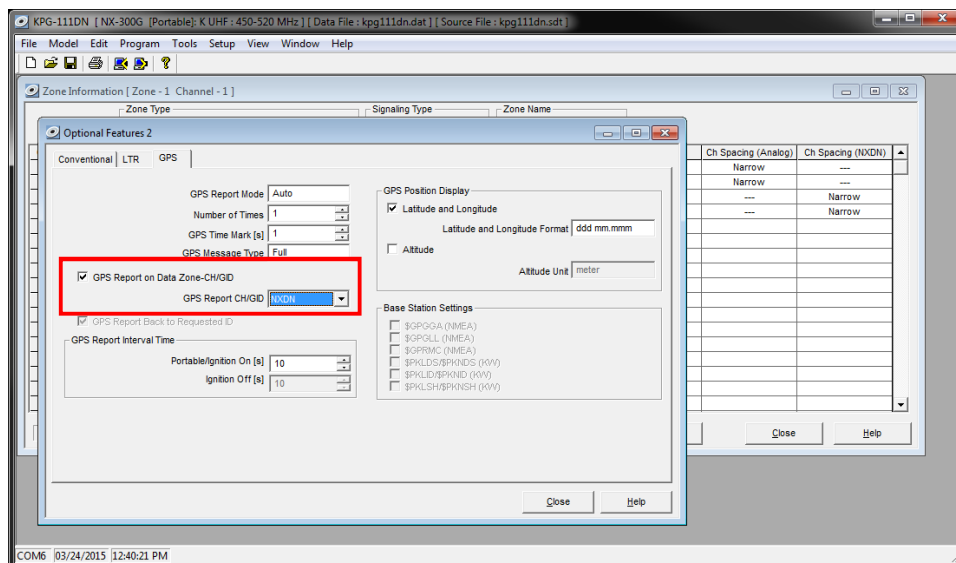 KPG-111DN [ NX-300G [Portable]: K UHF : 450-520 MHz ] [ Data File : kpg111dn.dat ] [ Source File : kpg111dn.sdt ]
File Model Edit Program Tools Setup View Window Help
Zone Information [ Zone - 1 Channel - 1 ]
Zone Type Signaling Type Zone Name
Optional Features 2
Conventional LTR GPS
Ch Spacing (Analog) Ch Spacing (NXDN)
Narrow ---
Narrow ---
--- Narrow
--- Narrow
GPS Report Mode Auto
Number of Times 1
GPS Time Mark [s] 1
GPS Message Type Full
GPS Report on Data Zone-CH/GID
GPS Report CH/GID NXDN
GPS Report Back to Requested ID
GPS Report Interval Time
Portable/Ignition On [s] 10
Ignition Off [s] 10
GPS Position Display
Latitude and Longitude
Latitude and Longitude Format ddd mm.mmm
Altitude
Altitude Unit meter
Base Station Settings
$GPGGA (NMEA)
$GPGLL (NMEA)
$GPRMC (NMEA)
$PKLDS/$PKNDS (KW)
$PKLID/$PKNID (KW)
$PKLSH/$PKNSH (KW)
Close Help
Close Help
COM6 03/24/2015 12:40:21 PM